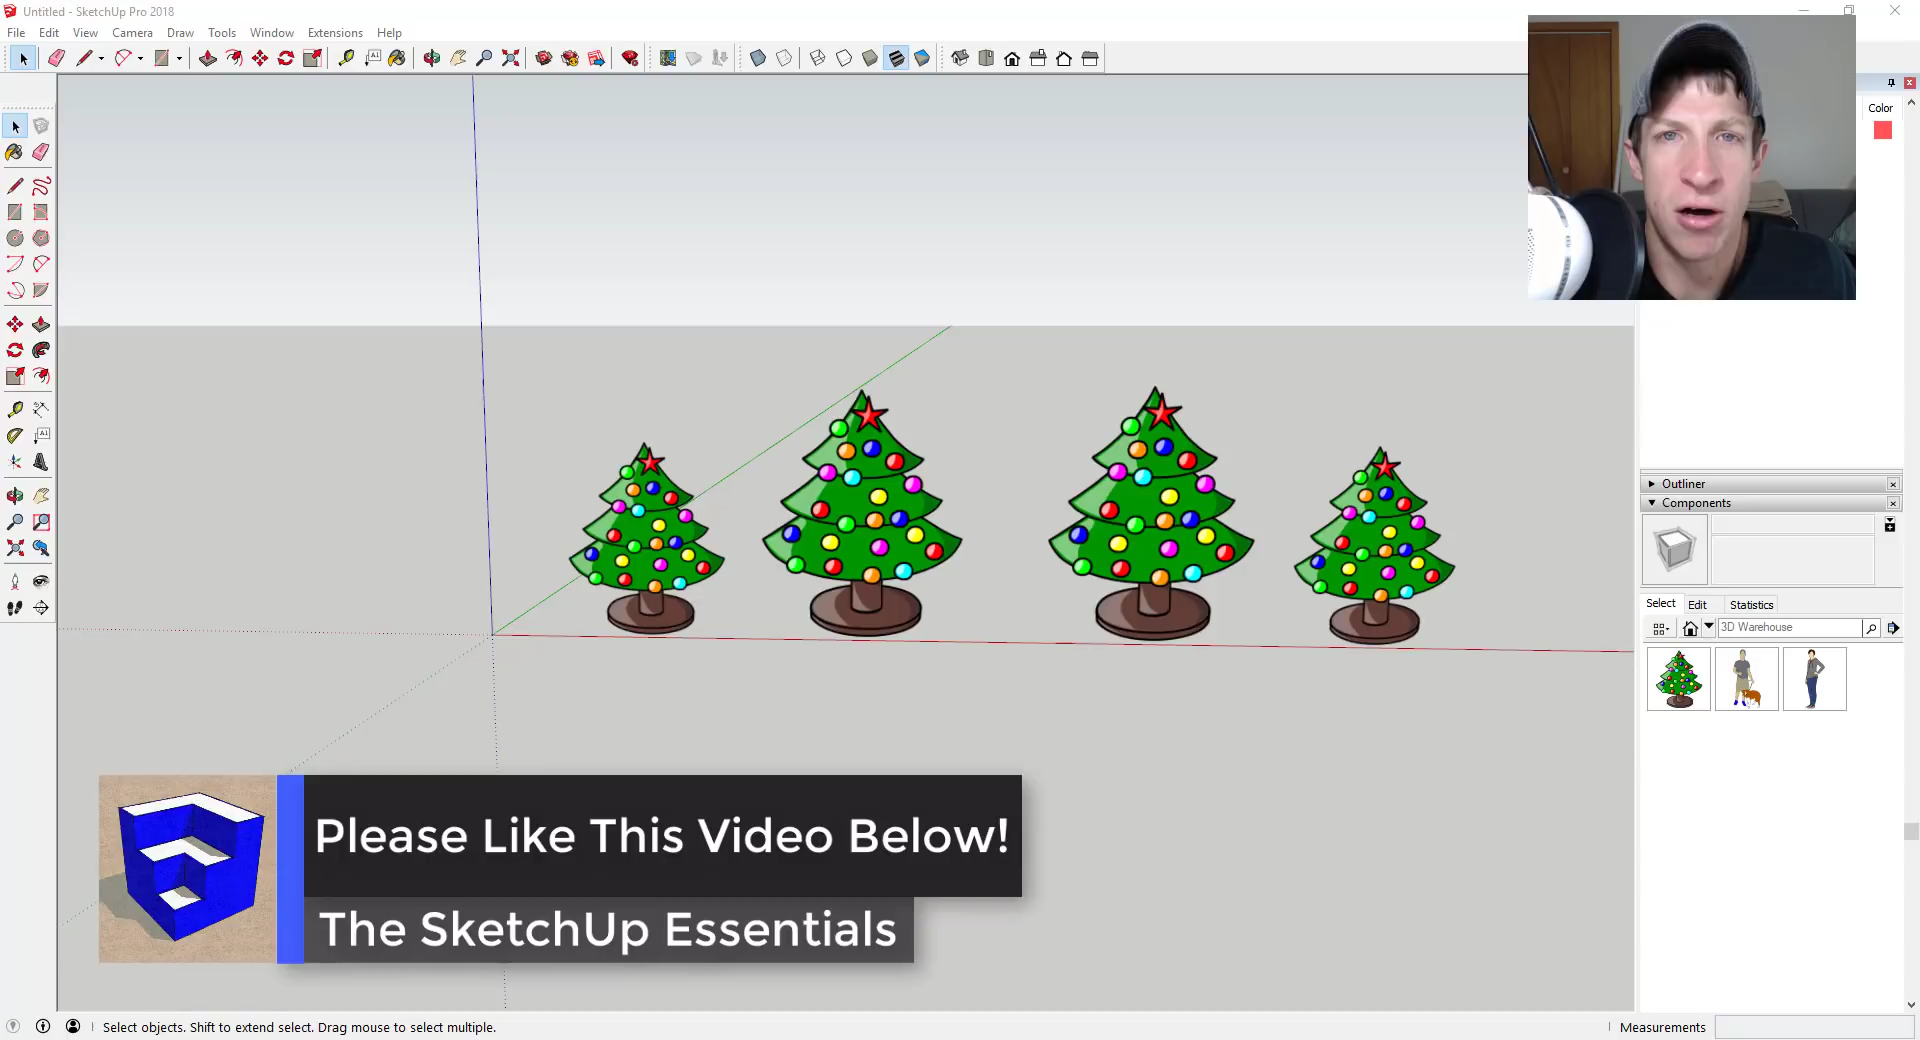 Untitled - SketchUp Pro 2018
File Edit View Camera Draw Tools Window Extensions Help
Color
Outliner
Components
Select Edit Statistics
3D Warehouse
Please Like This Video Below!
The SketchUp Essentials
Select objects. Shift to extend select. Drag mouse to select multiple.
Measurements